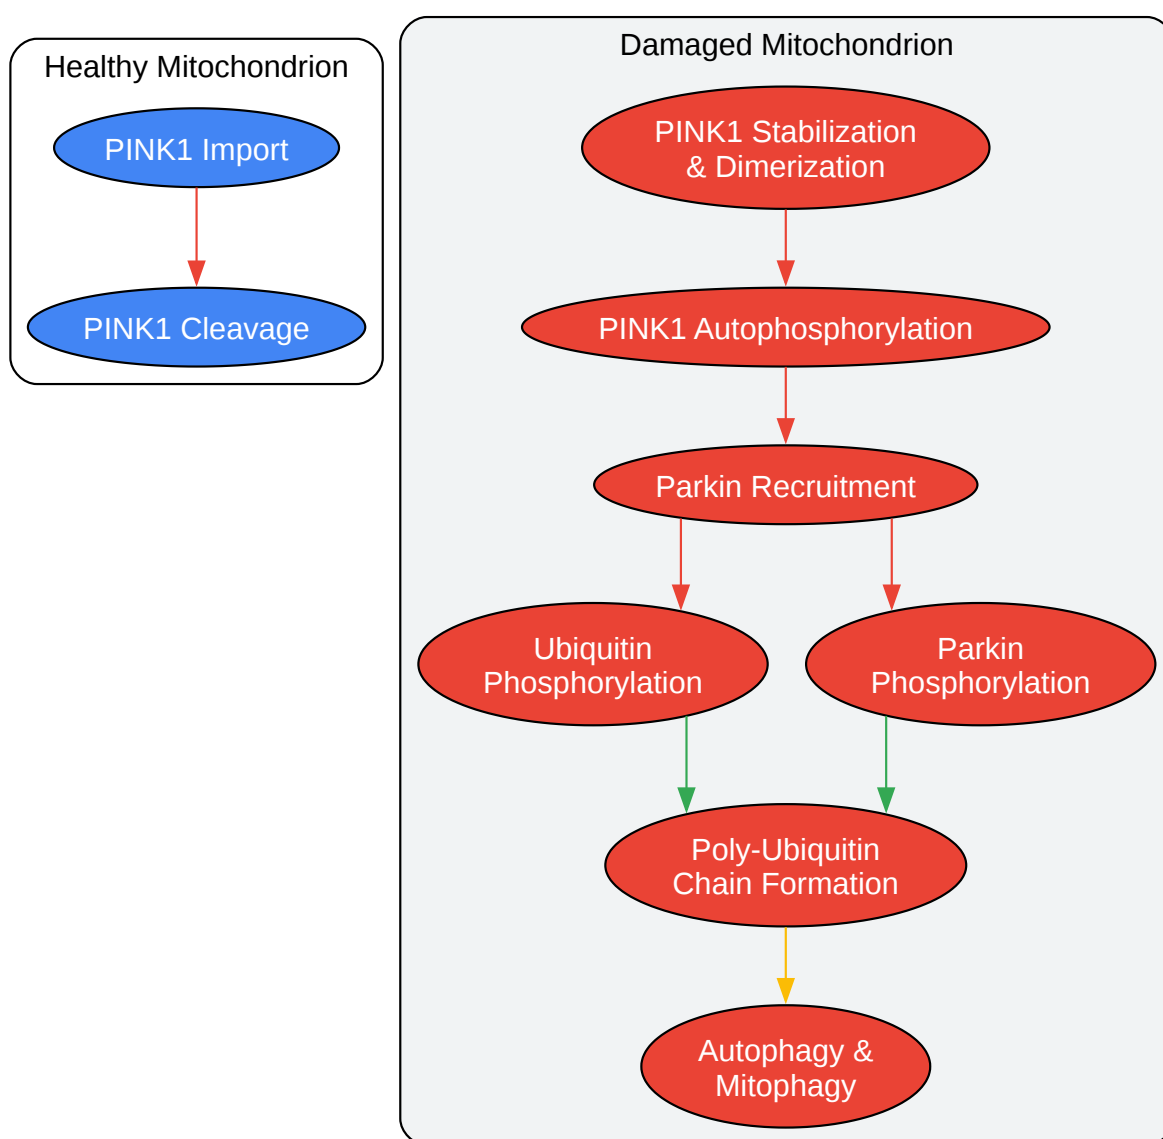 Healthy Mitochondrion
PINK1 Import
PINK1 Cleavage
Damaged Mitochondrion
PINK1 Stabilization
& Dimerization
PINK1 Autophosphorylation
Parkin Recruitment
Ubiquitin
Phosphorylation
Parkin
Phosphorylation
Poly-Ubiquitin
Chain Formation
Autophagy &
Mitophagy